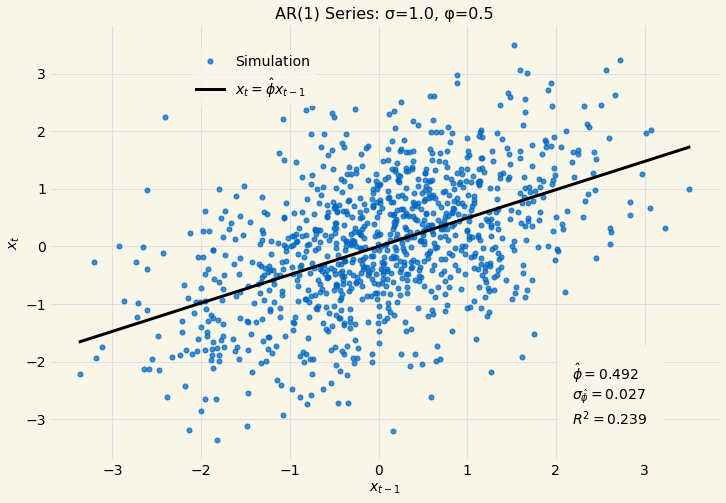 AR(1) Series: σ=1.0, φ=0.5
Simulation
x_t = ϕ̂x_{t−1}
3
2
1
0
−1
−2
−3
x_t
ϕ̂ = 0.492
σ_ϕ̂ = 0.027
R² = 0.239
−3 −2 −1 0 1 2 3
x_{t−1}